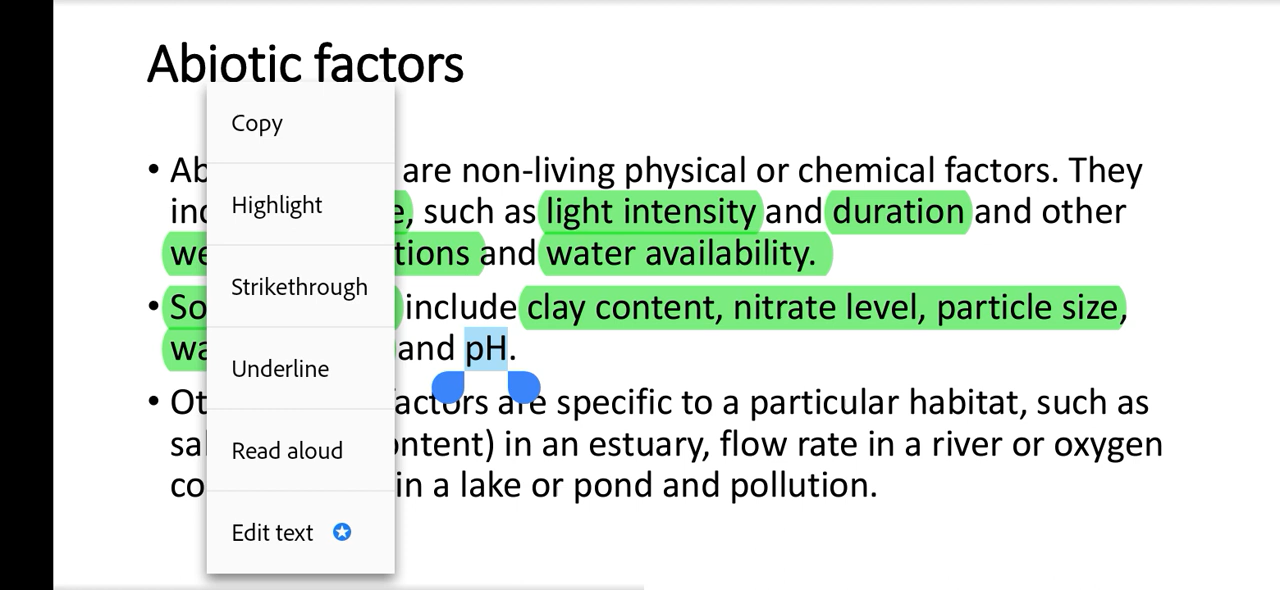 Abiotic factors
• Ab are non-living physical or chemical factors. They
inc e, such as light intensity and duration and other
we tions and water availability.
• So include clay content, nitrate level, particle size,
wa and pH.
• Ot actors are specific to a particular habitat, such as
sal ontent) in an estuary, flow rate in a river or oxygen
co in a lake or pond and pollution.
Copy
Highlight
Strikethrough
Underline
Read aloud
Edit text